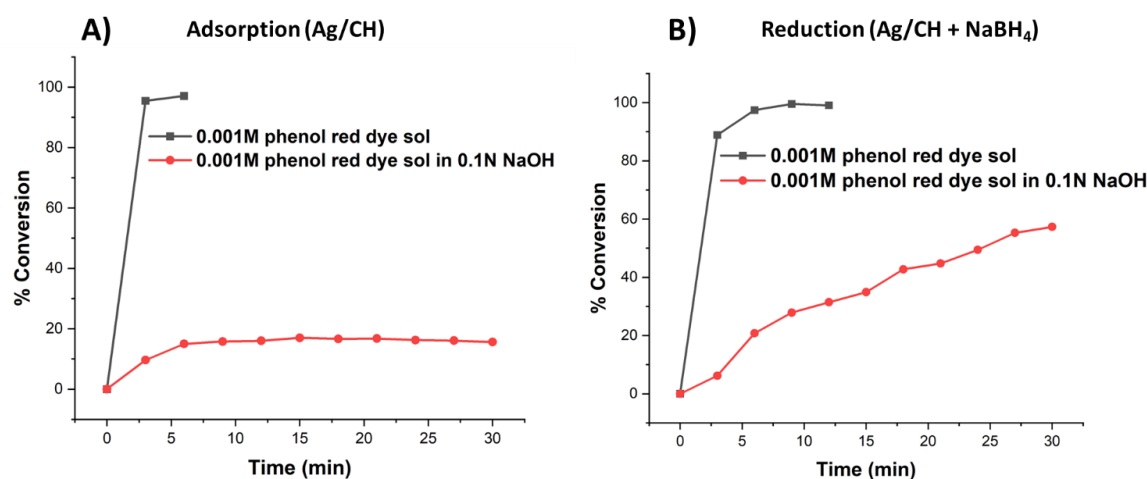 A) Adsorption (Ag/CH)
100
80
60
40
20
0
% Conversion
0.001M phenol red dye sol
0.001M phenol red dye sol in 0.1N NaOH
0 5 10 15 20 25 30
Time (min)
B) Reduction (Ag/CH + NaBH₄)
100
80
60
40
20
0
% Conversion
0.001M phenol red dye sol
0.001M phenol red dye sol in 0.1N NaOH
0 5 10 15 20 25 30
Time (min)